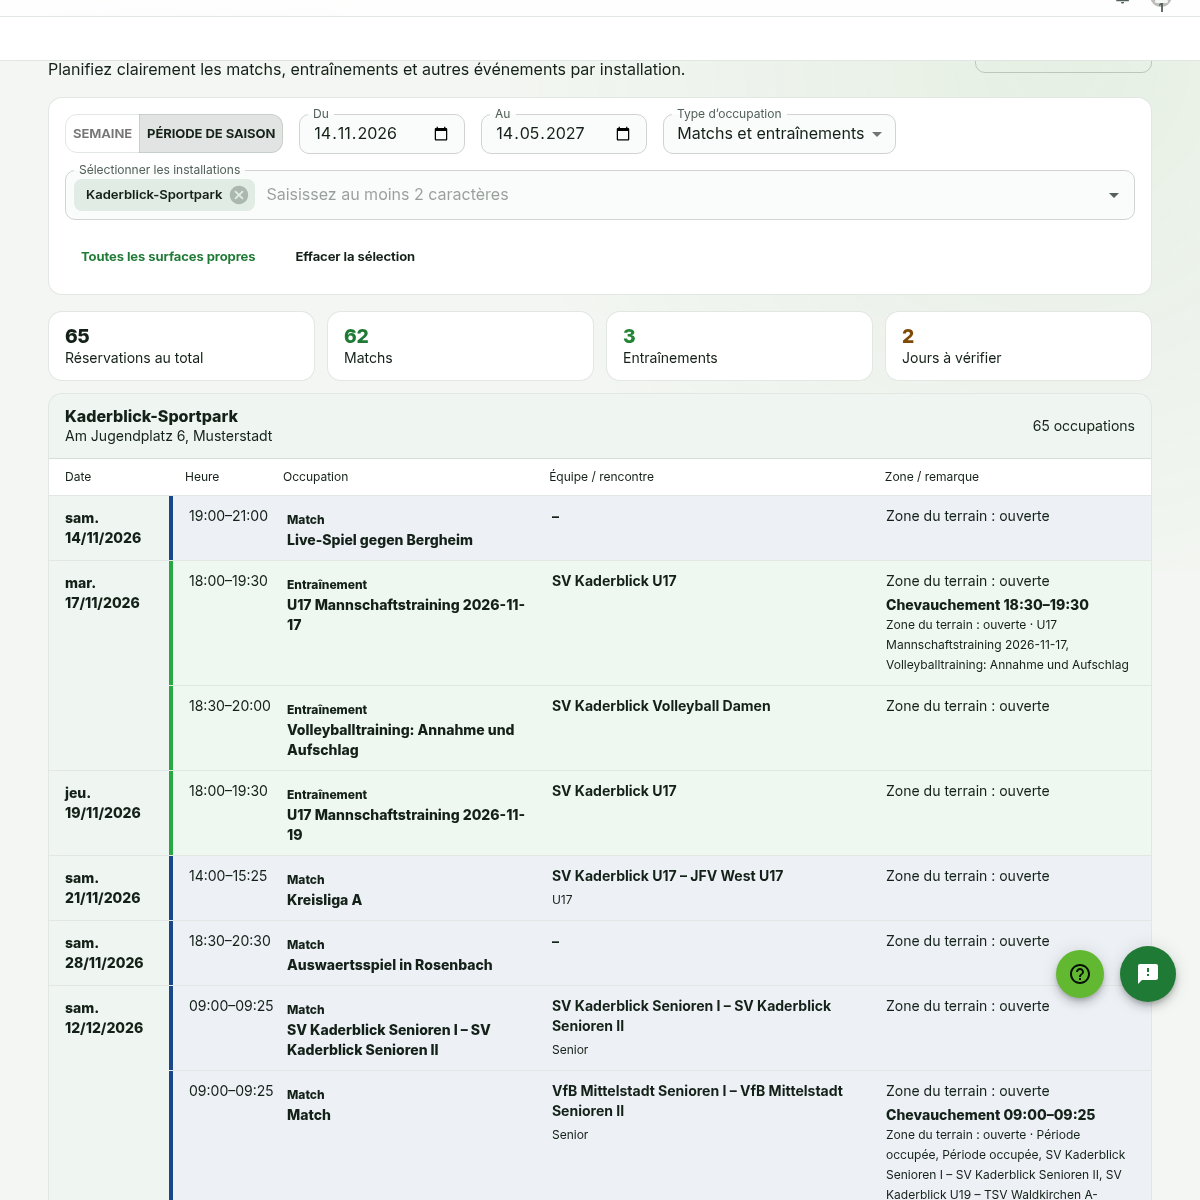 1
Planifiez clairement les matchs, entraînements et autres événements par installation.
SEMAINE
PÉRIODE DE SAISON
Du
14.11.2026
Au
14.05.2027
Type d'occupation
Matchs et entraînements
Sélectionner les installations
Kaderblick-Sportpark
Saisissez au moins 2 caractères
Toutes les surfaces propres
Effacer la sélection
65
Réservations au total
62
Matchs
3
Entraînements
2
Jours à vérifier
Kaderblick-Sportpark
Am Jugendplatz 6, Musterstadt
65 occupations
Date
Heure
Occupation
Équipe / rencontre
Zone / remarque
sam.
14/11/2026
19:00–21:00
Match
Live-Spiel gegen Bergheim
–
Zone du terrain : ouverte
mar.
17/11/2026
18:00–19:30
Entraînement
U17 Mannschaftstraining 2026-11-
17
SV Kaderblick U17
Zone du terrain : ouverte
Chevauchement 18:30–19:30
Zone du terrain : ouverte · U17
Mannschaftstraining 2026-11-17,
Volleyballtraining: Annahme und Aufschlag
18:30–20:00
Entraînement
Volleyballtraining: Annahme und
Aufschlag
SV Kaderblick Volleyball Damen
Zone du terrain : ouverte
jeu.
19/11/2026
18:00–19:30
Entraînement
U17 Mannschaftstraining 2026-11-
19
SV Kaderblick U17
Zone du terrain : ouverte
sam.
21/11/2026
14:00–15:25
Match
Kreisliga A
SV Kaderblick U17 – JFV West U17
U17
Zone du terrain : ouverte
sam.
28/11/2026
18:30–20:30
Match
Auswaertsspiel in Rosenbach
–
Zone du terrain : ouverte
sam.
12/12/2026
09:00–09:25
Match
SV Kaderblick Senioren I – SV
Kaderblick Senioren II
SV Kaderblick Senioren I – SV Kaderblick
Senioren II
Senior
Zone du terrain : ouverte
09:00–09:25
Match
Match
VfB Mittelstadt Senioren I – VfB Mittelstadt
Senioren II
Senior
Zone du terrain : ouverte
Chevauchement 09:00–09:25
Zone du terrain : ouverte · Période
occupée, Période occupée, SV Kaderblick
Senioren I – SV Kaderblick Senioren II, SV
Kaderblick U19 – TSV Waldkirchen A-